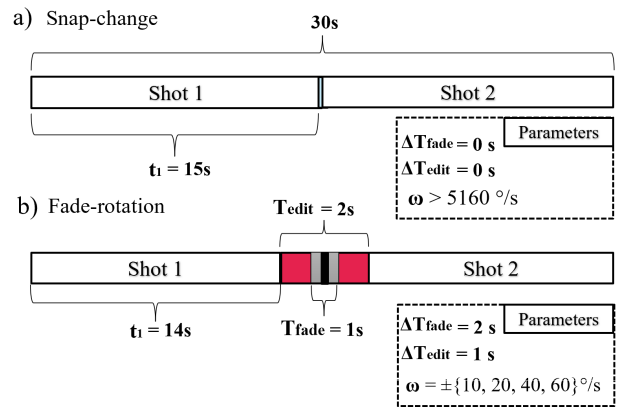 a) Snap-change
30s
Shot 1
Shot 2
t1 = 15s
Parameters
ΔTfade = 0 s
ΔTedit = 0 s
ω > 5160 °/s
b) Fade-rotation
Tedit = 2s
Shot 1
Shot 2
t1 = 14s
Tfade = 1s
Parameters
ΔTfade = 2 s
ΔTedit = 1 s
ω = ±{10, 20, 40, 60}°/s